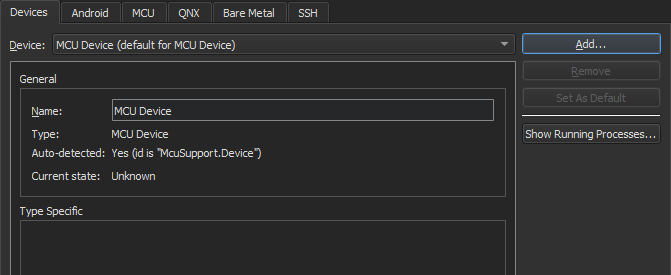 Devices Android MCU QNX Bare Metal SSH
Device: MCU Device (default for MCU Device) Add...
General Remove
Name: MCU Device Set As Default
Type: MCU Device Show Running Processes...
Auto-detected: Yes (id is "McuSupport.Device")
Current state: Unknown
Type Specific